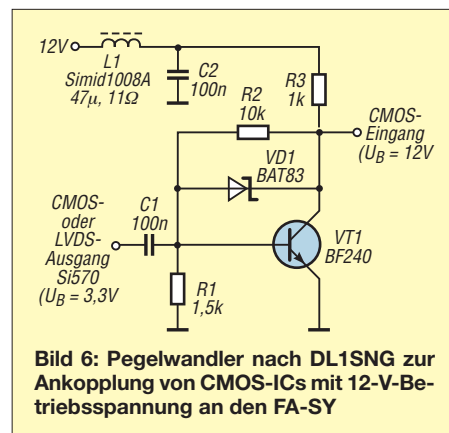 12V
L1
Simid1008A
47µ, 11Ω
C2
100n
R3
1k
R2
10k
CMOS-
Eingang
(UB = 12V
VD1
BAT83
CMOS-
oder
LVDS-
Ausgang
Si570
(UB = 3,3V
C1
100n
VT1
BF240
R1
1,5k
Bild 6: Pegelwandler nach DL1SNG zur
Ankopplung von CMOS-ICs mit 12-V-Be-
triebsspannung an den FA-SY